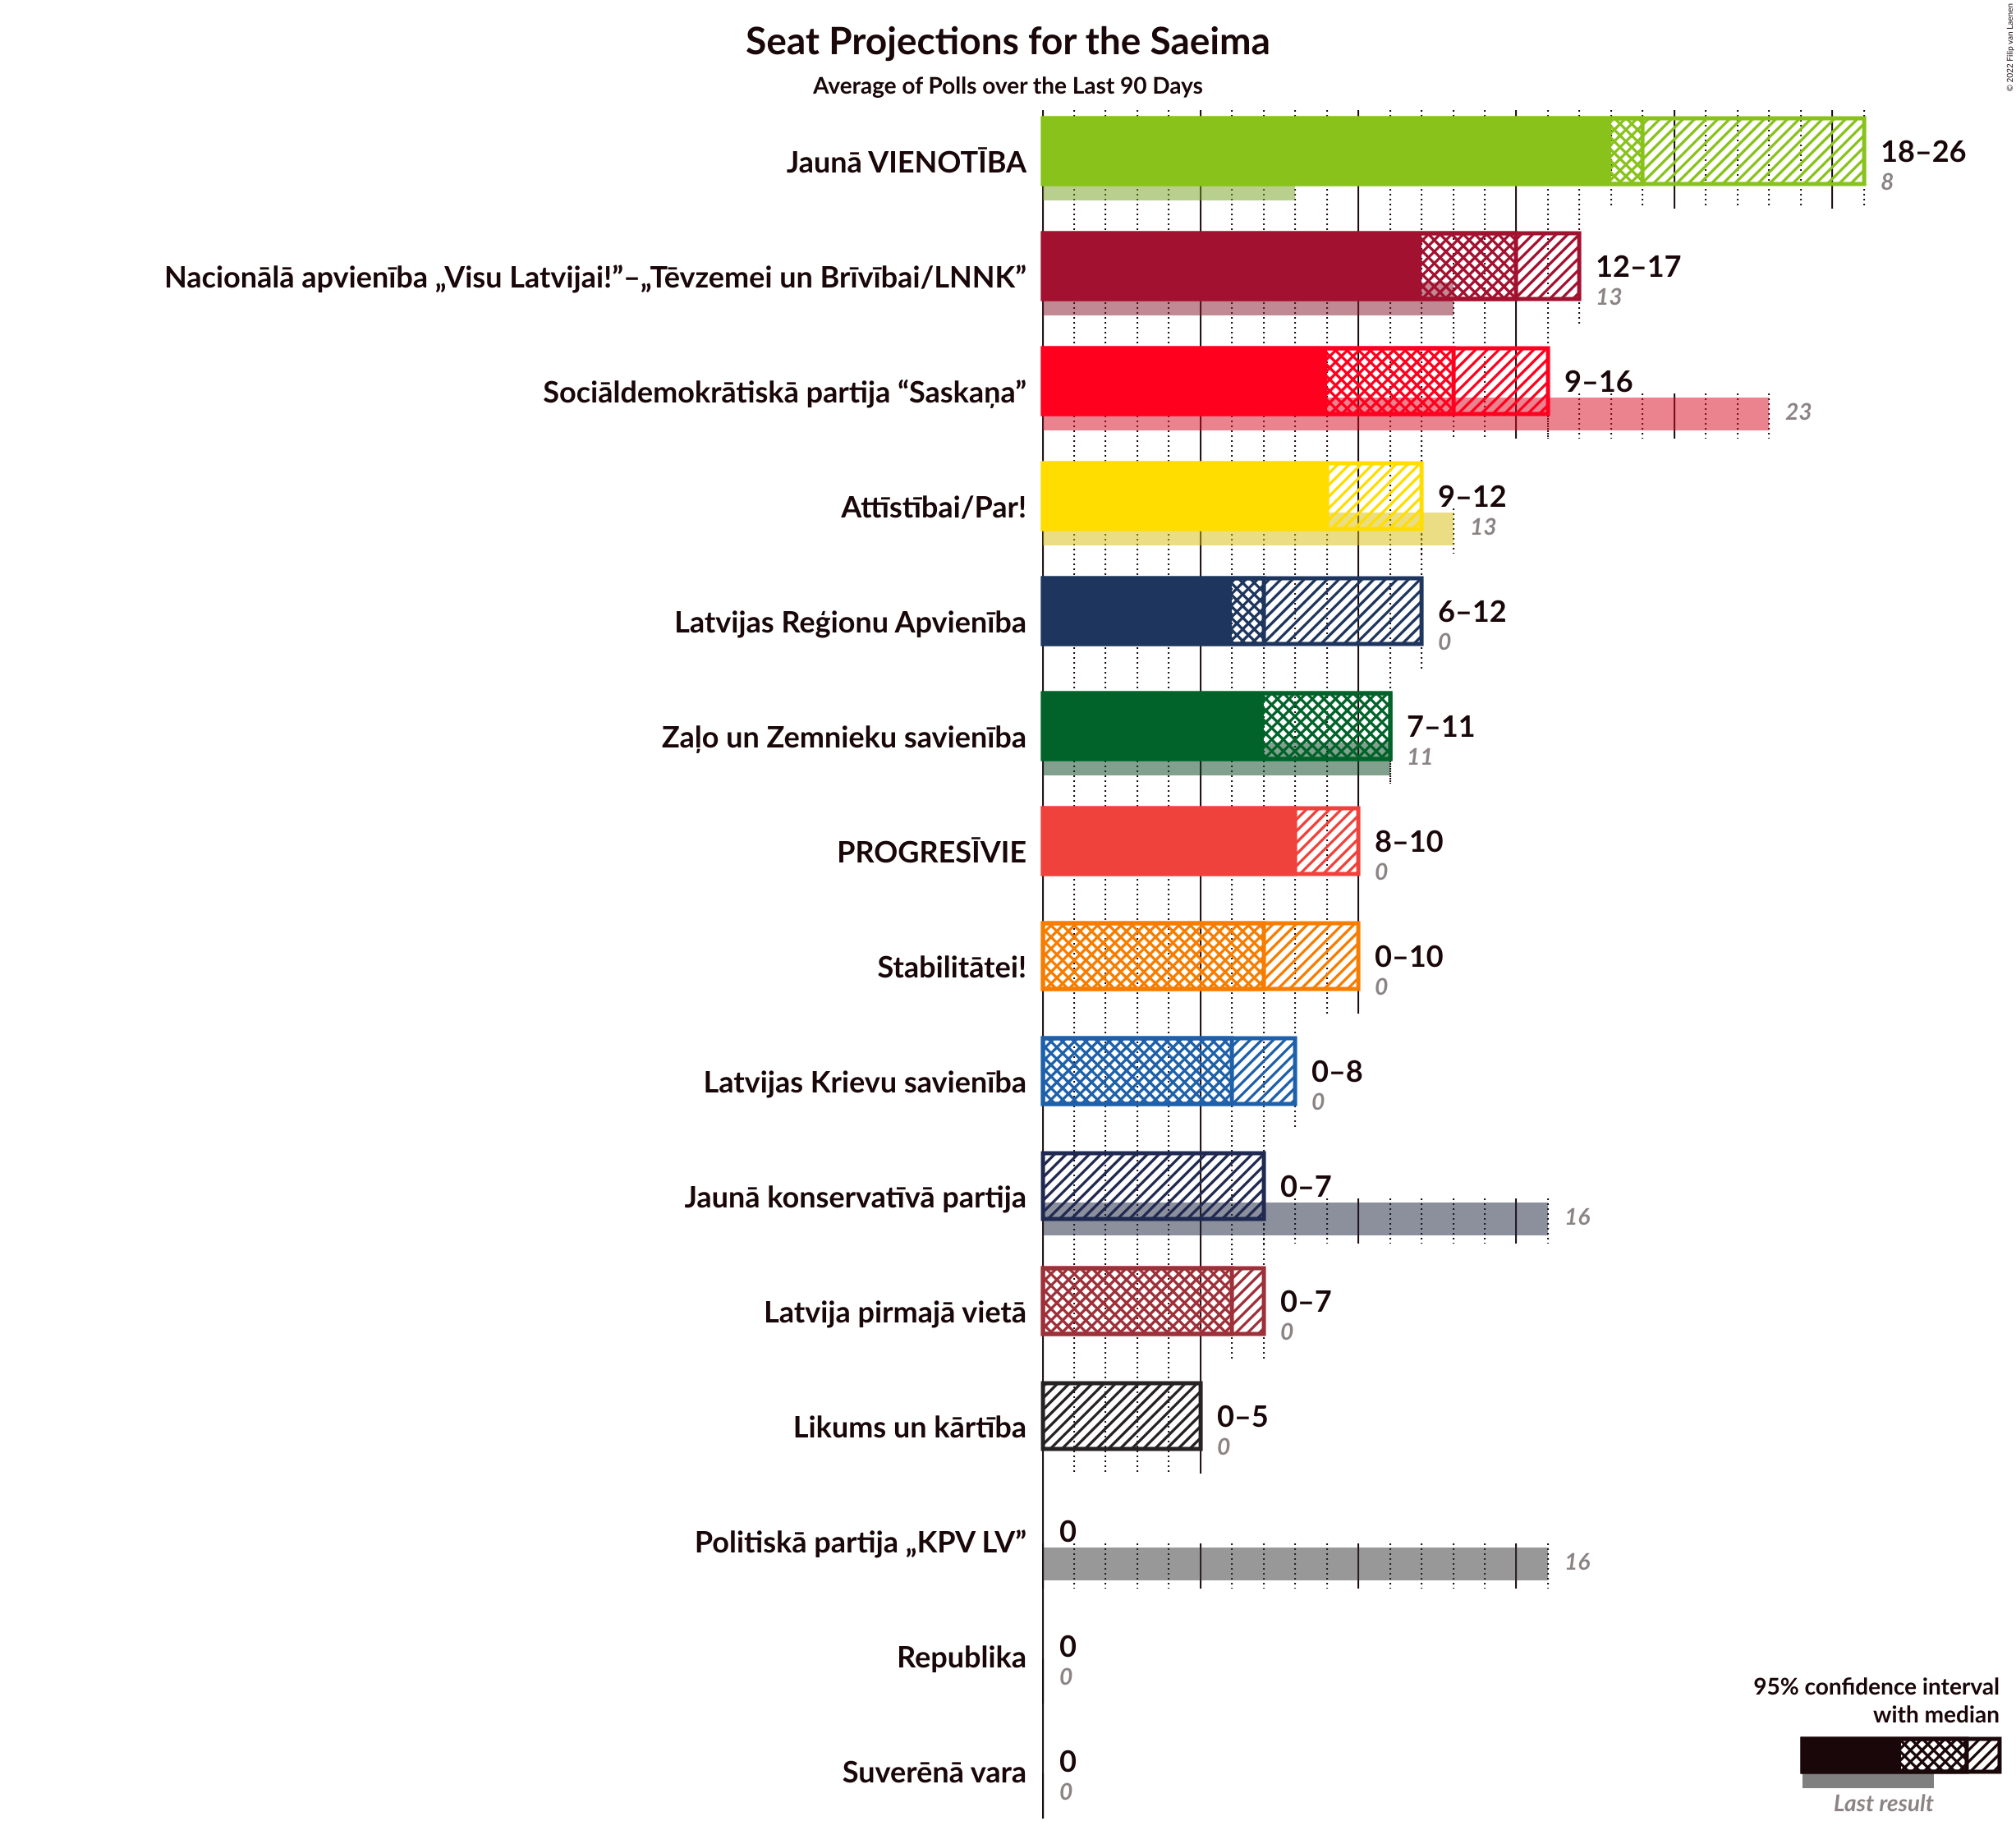 Seat Projections for the Saeima
Average of Polls over the Last 90 Days
© 2022 Filip van Laenen
Jaunā VIENOTĪBA
18–26
8
Nacionālā apvienība „Visu Latvijai!”–„Tēvzemei un Brīvībai/LNNK”
12–17
13
Sociāldemokrātiskā partija “Saskaņa”
9–16
23
Attīstībai/Par!
9–12
13
Latvijas Reģionu Apvienība
6–12
0
Zaļo un Zemnieku savienība
7–11
11
PROGRESĪVIE
8–10
0
Stabilitātei!
0–10
0
Latvijas Krievu savienība
0–8
0
Jaunā konservatīvā partija
0–7
16
Latvija pirmajā vietā
0–7
0
Likums un kārtība
0–5
0
Politiskā partija „KPV LV”
0
16
Republika
0
0
Suverēnā vara
0
0
95% confidence interval
with median
Last result